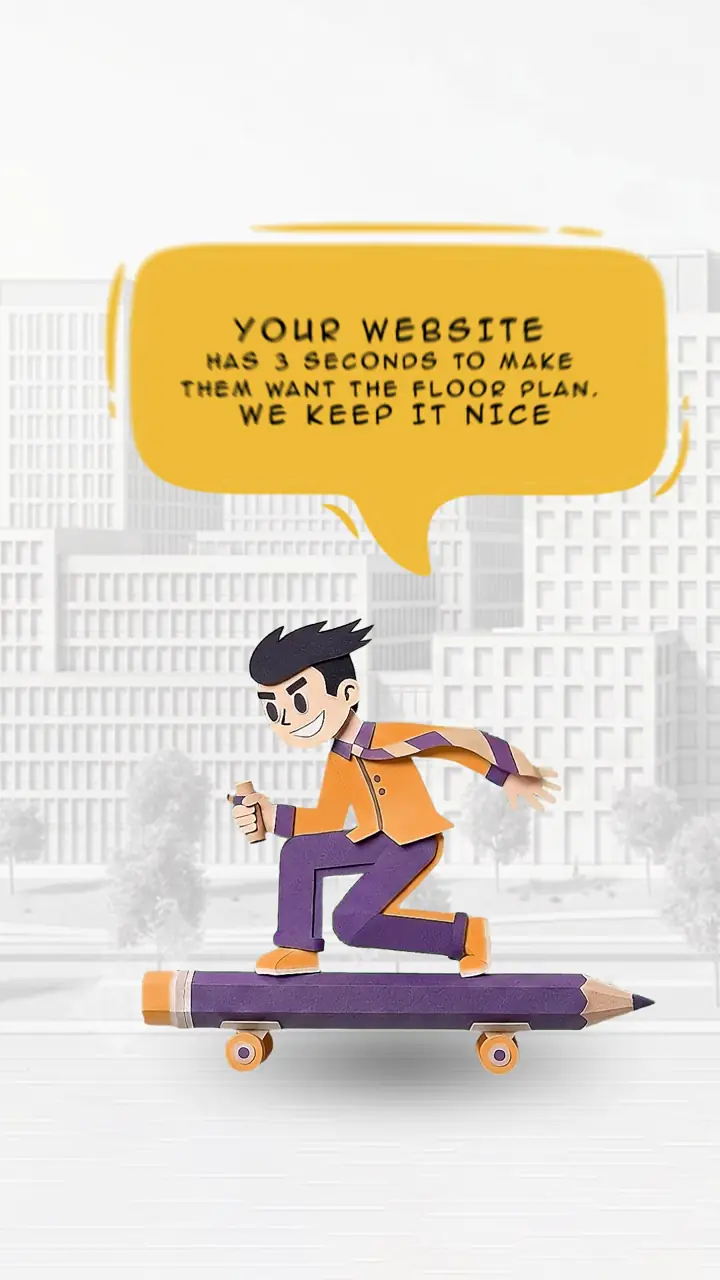 YOUR WEBSITE
HAS 3 SECONDS TO MAKE
THEM WANT THE FLOOR PLAN.
WE KEEP IT NICE